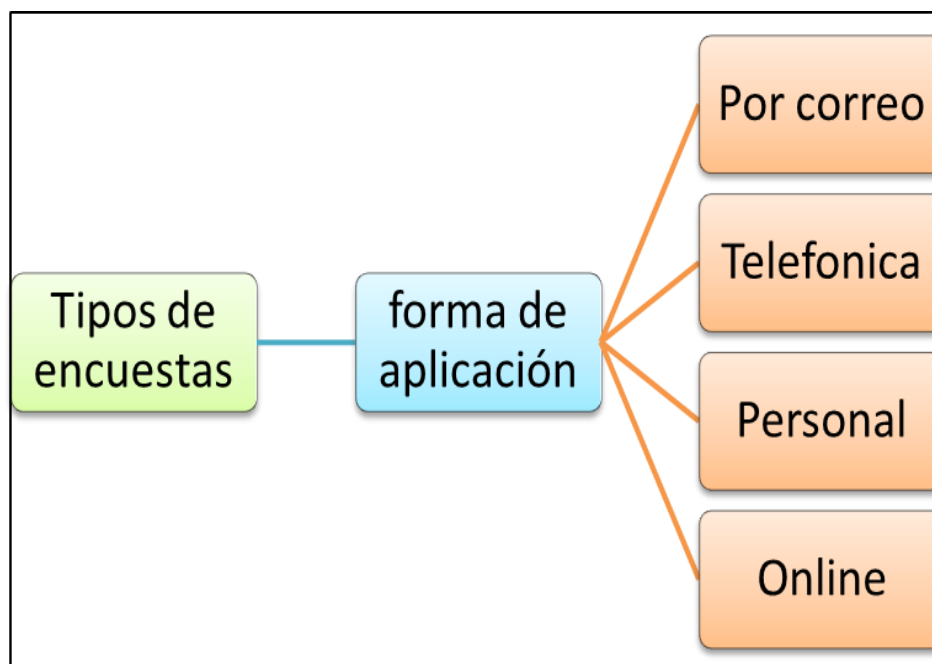 Tipos de
encuestas
forma de
aplicación
Por correo
Telefonica
Personal
Online